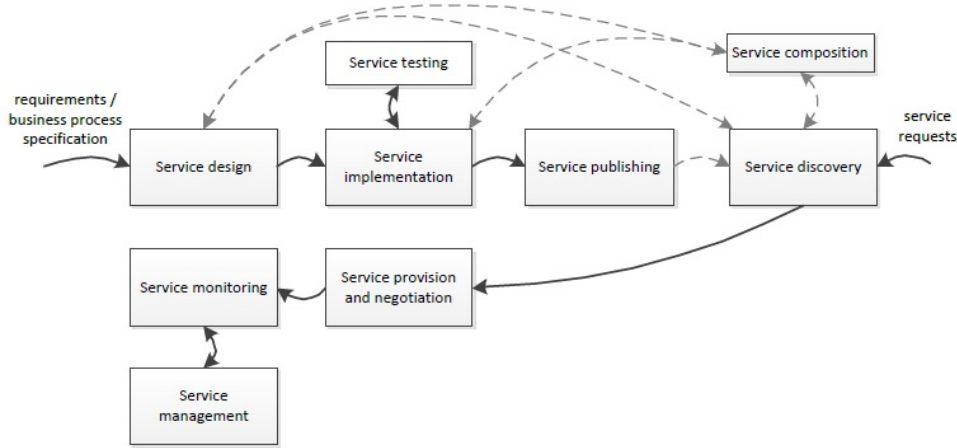 Service testing
Service composition
requirements /
business process
specification
service
requests
Service design
Service
implementation
Service publishing
Service discovery
Service monitoring
Service provision
and negotiation
Service
management